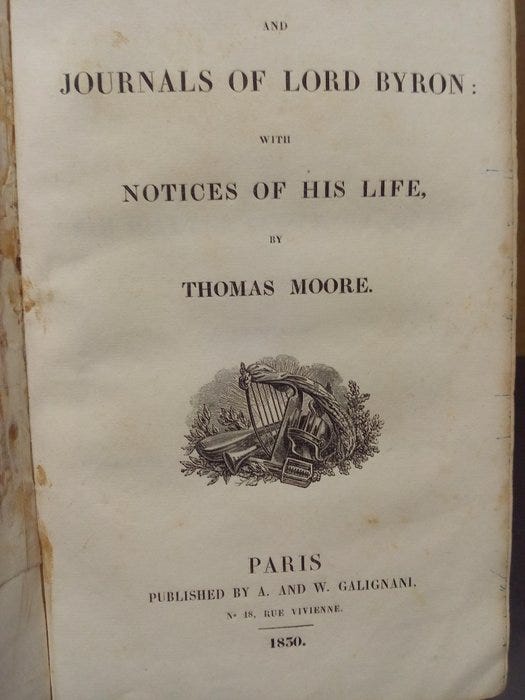 AND
JOURNALS OF LORD BYRON:
WITH
NOTICES OF HIS LIFE,
BY
THOMAS MOORE.
PARIS
PUBLISHED BY A. AND W. GALIGNANI.
Nº 18, RUE VIVIENNE.
1830.